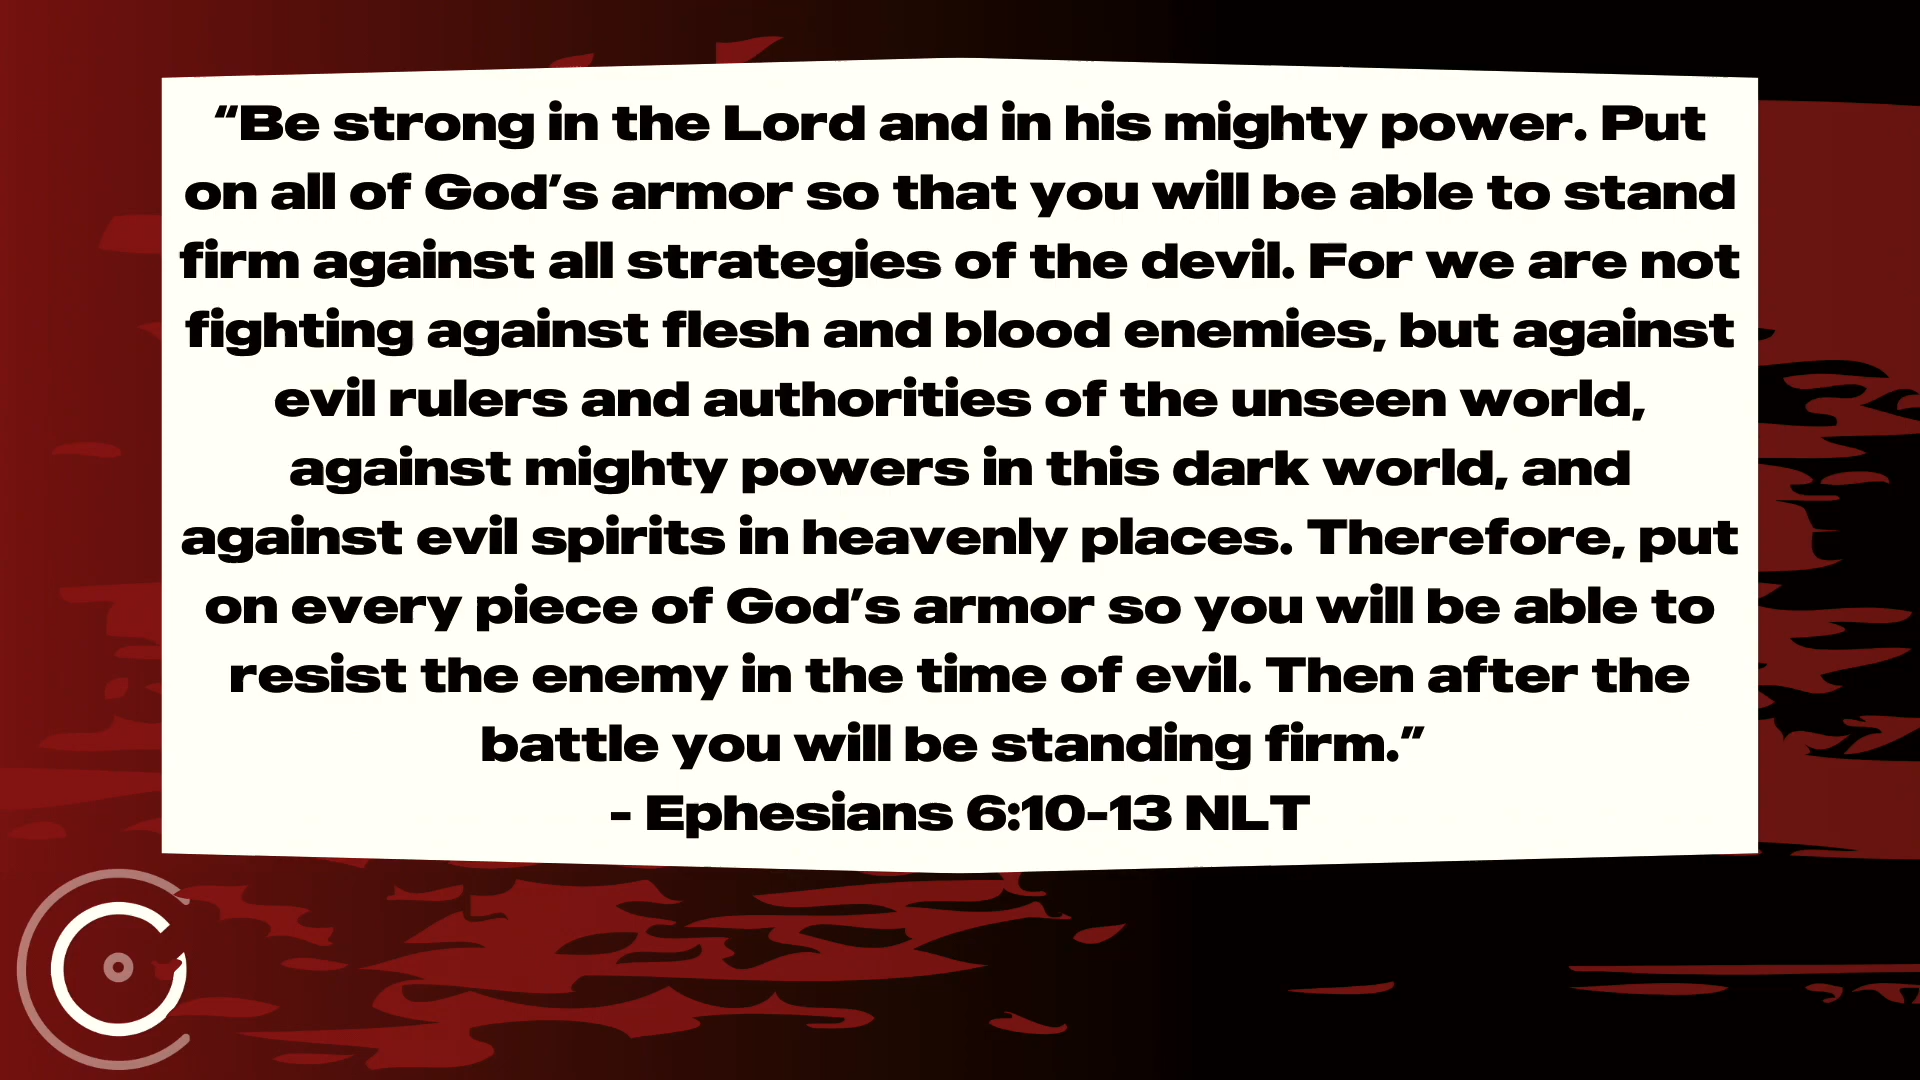 “Be strong in the Lord and in his mighty power. Put
on all of God’s armor so that you will be able to stand
firm against all strategies of the devil. For we are not
fighting against flesh and blood enemies, but against
evil rulers and authorities of the unseen world,
against mighty powers in this dark world, and
against evil spirits in heavenly places. Therefore, put
on every piece of God’s armor so you will be able to
resist the enemy in the time of evil. Then after the
battle you will be standing firm.”
- Ephesians 6:10-13 NLT